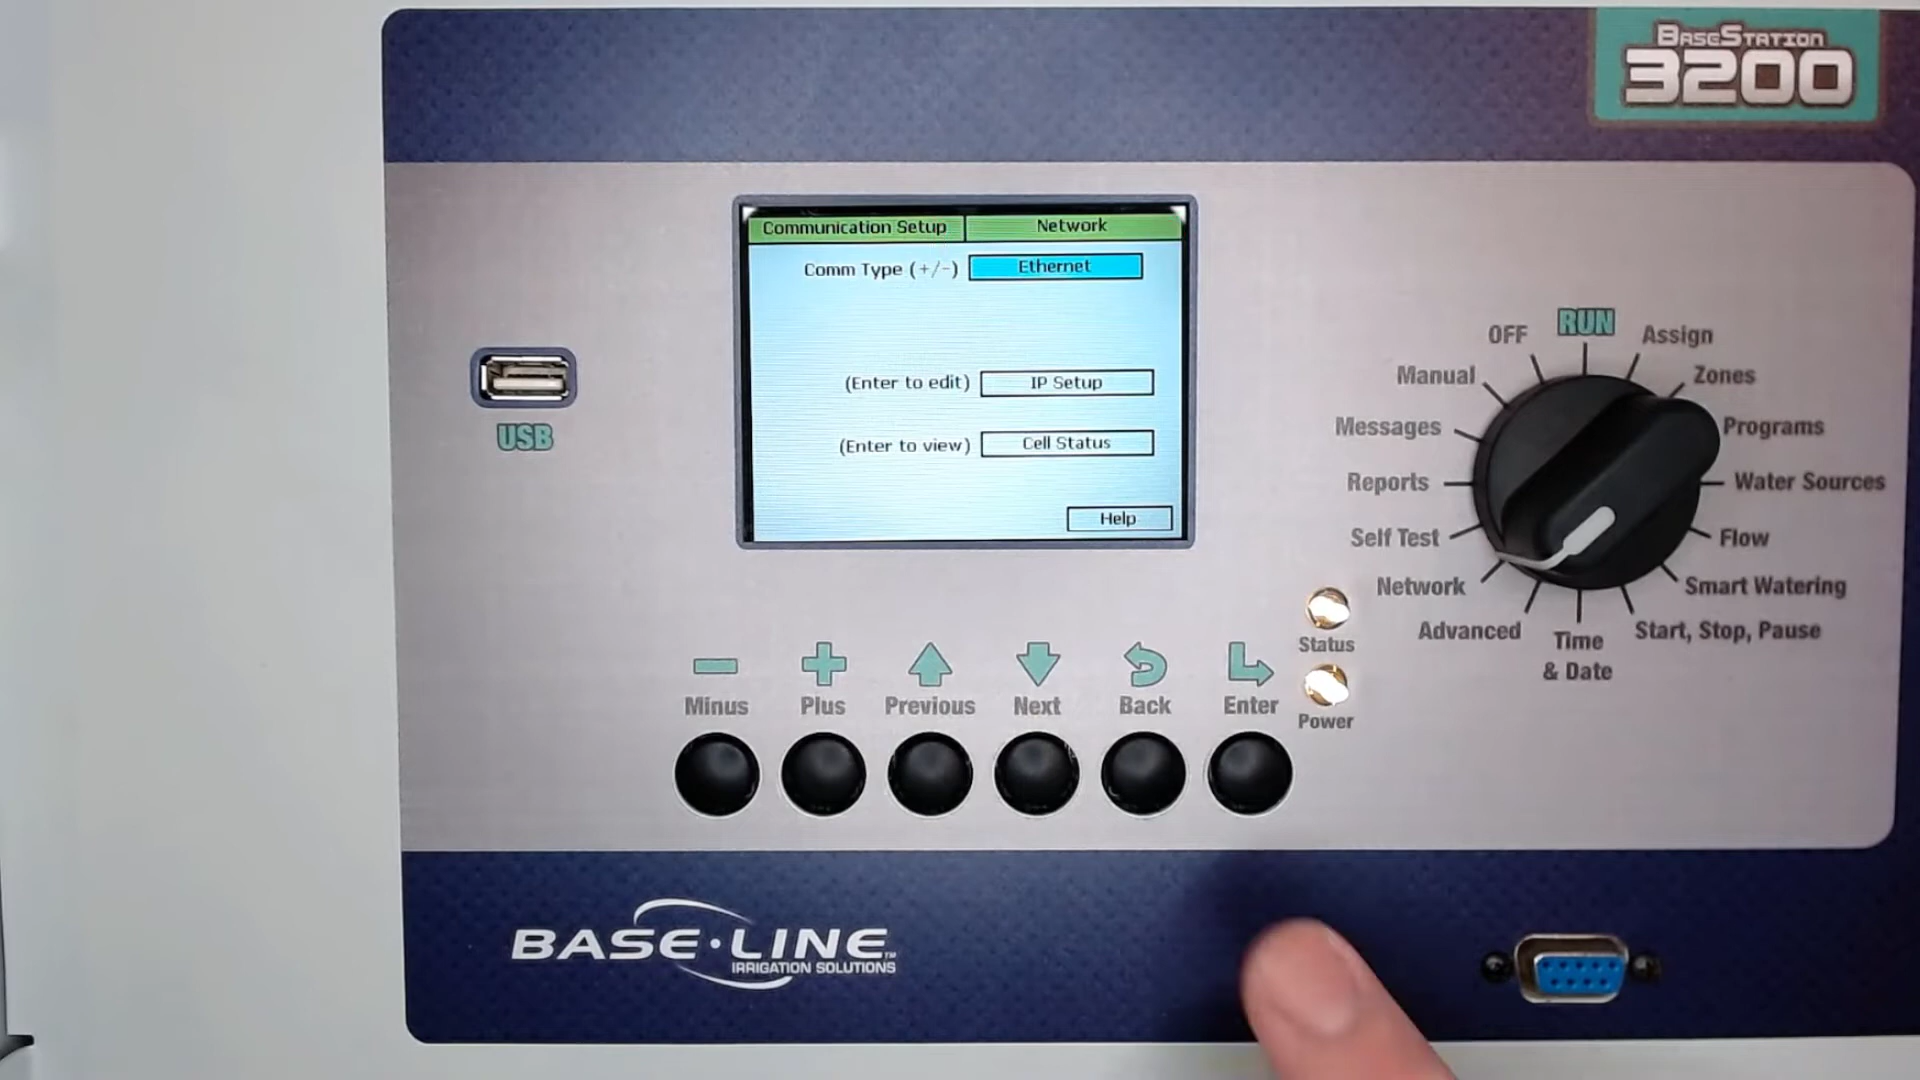 BASESTATION
3200
Communication Setup
Network
Comm Type (+/-)
Ethernet
(Enter to edit)
IP Setup
(Enter to view)
Cell Status
Help
USB
RUN
OFF
Assign
Manual
Zones
Messages
Programs
Reports
Water Sources
Self Test
Flow
Network
Smart Watering
Advanced
Time
& Date
Start, Stop, Pause
Status
Power
Minus
Plus
Previous
Next
Back
Enter
BASE•LINE™
IRRIGATION SOLUTIONS